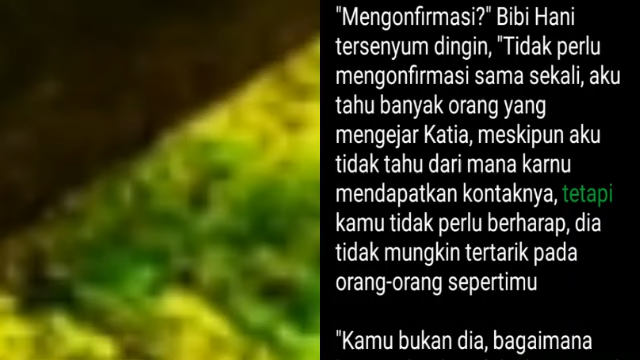 "Mengonfirmasi?" Bibi Hani
tersenyum dingin, "Tidak perlu
mengonfirmasi sama sekali, aku
tahu banyak orang yang
mengejar Katia, meskipun aku
tidak tahu dari mana karnu
mendapatkan kontaknya, tetapi
kamu tidak perlu berharap, dia
tidak mungkin tertarik pada
orang-orang sepertimu
"Kamu bukan dia, bagaimana